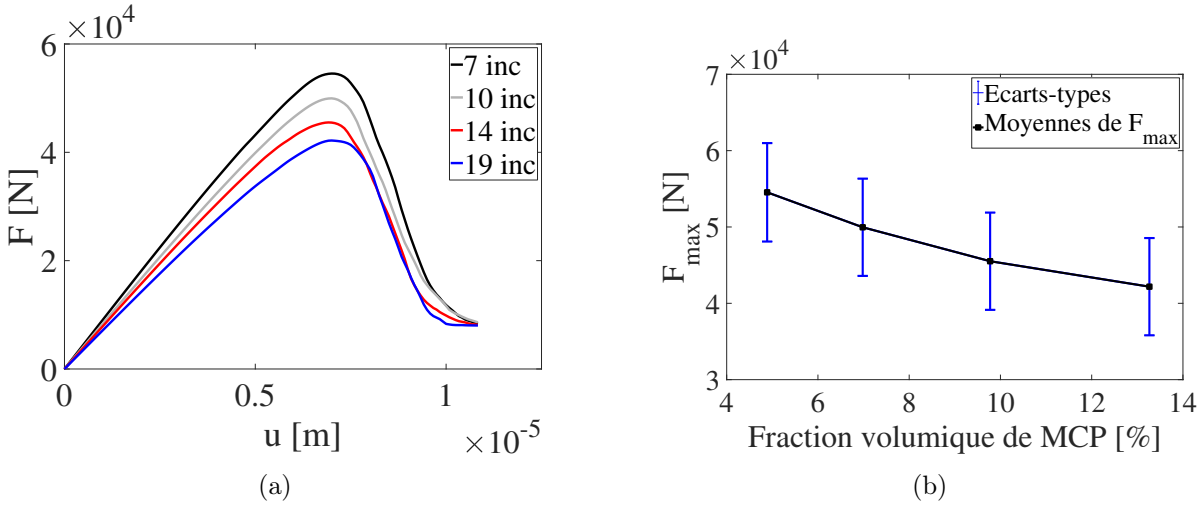 ×10^4
6
4
2
0
F [N]
7 inc
10 inc
14 inc
19 inc
0
0.5
1
u [m]
×10^-5
(a)
×10^4
7
6
5
4
3
F_max [N]
Ecarts-types
Moyennes de F_max
4
6
8
10
12
14
Fraction volumique de MCP [%]
(b)